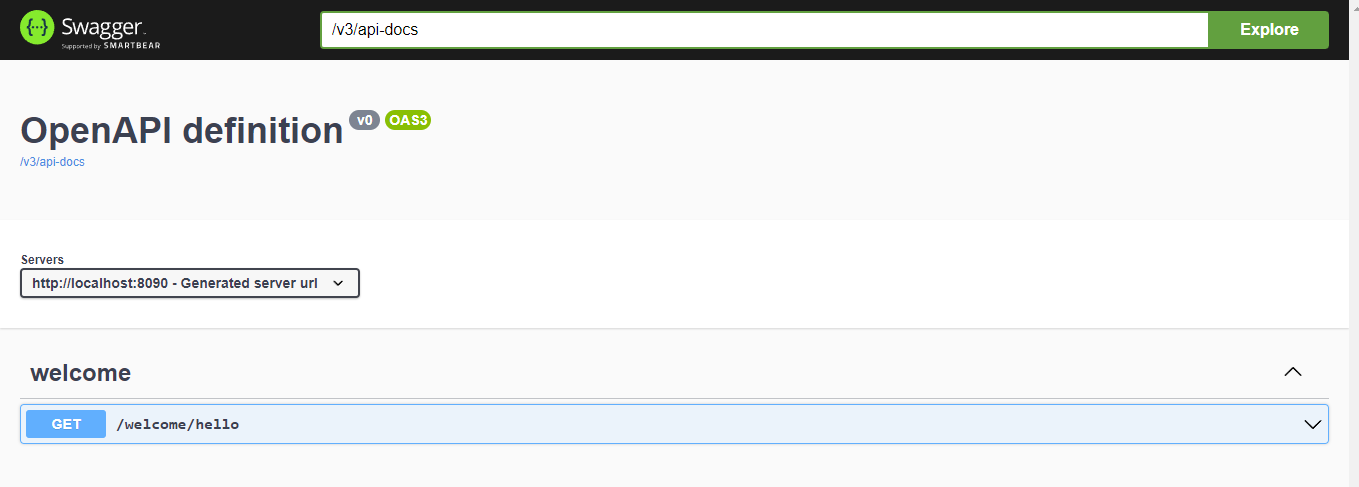 {···} Swagger™
Supported by SMARTBEAR
/v3/api-docs
Explore
OpenAPI definition v0 OAS3
/v3/api-docs
Servers
http://localhost:8090 - Generated server url
welcome
GET /welcome/hello